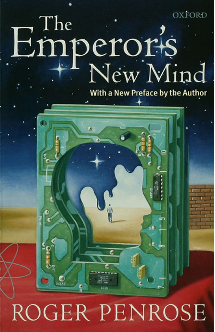 OXFORD
The
Emperor's
New Mind
With a New Preface by the Author
ROGER PENROSE